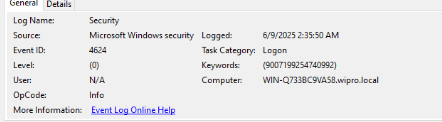 General Details
Log Name: Security
Source: Microsoft Windows security Logged: 6/9/2025 2:35:50 AM
Event ID: 4624 Task Category: Logon
Level: (0) Keywords: (9007199254740992)
User: N/A Computer: WIN-Q733BC9VA58.wipro.local
OpCode: Info
More Information: Event Log Online Help